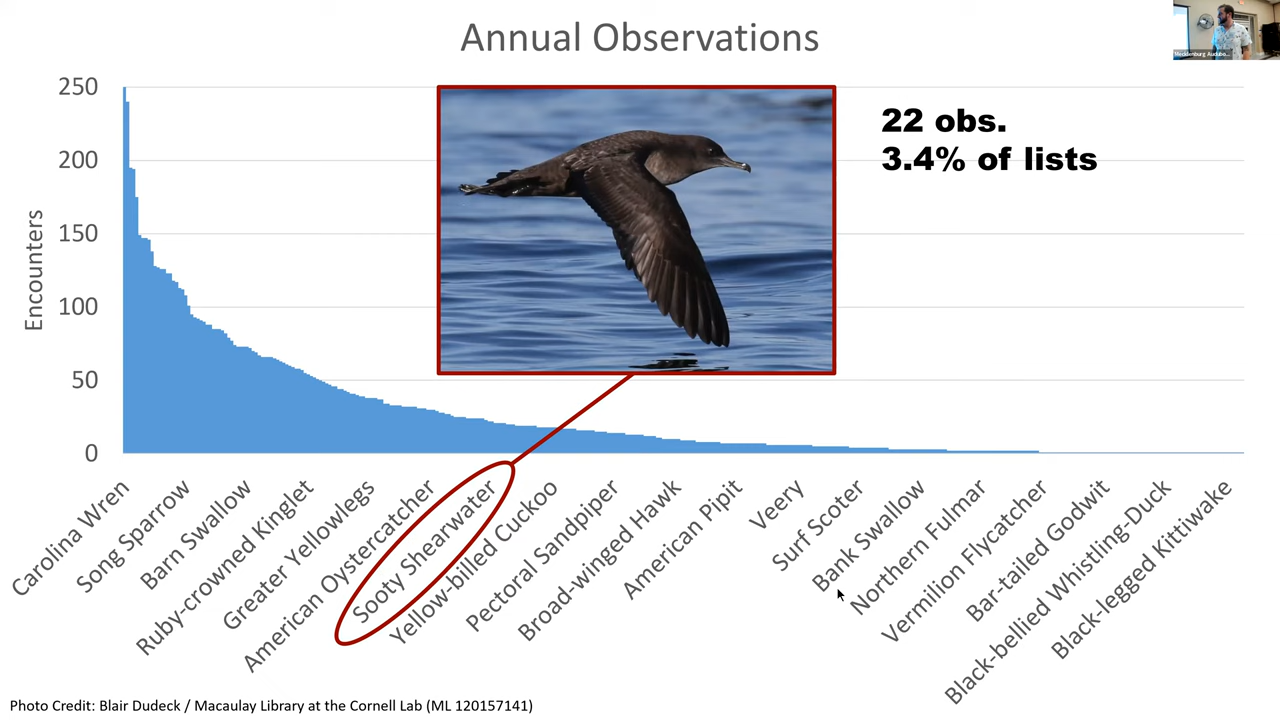 Annual Observations
Mecklenburg Audubo...
22 obs.
3.4% of lists
Encounters
250
200
150
100
50
0
Carolina Wren
Song Sparrow
Barn Swallow
Ruby-crowned Kinglet
Greater Yellowlegs
American Oystercatcher
Sooty Shearwater
Yellow-billed Cuckoo
Pectoral Sandpiper
Broad-winged Hawk
American Pipit
Veery
Surf Scoter
Bank Swallow
Northern Fulmar
Vermilion Flycatcher
Bar-tailed Godwit
Black-bellied Whistling-Duck
Black-legged Kittiwake
Photo Credit: Blair Dudeck / Macaulay Library at the Cornell Lab (ML 120157141)